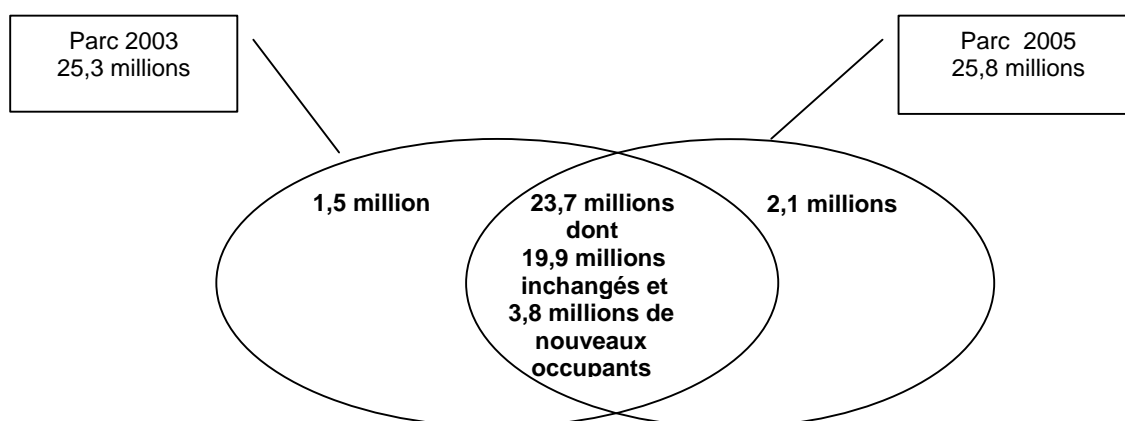 Parc 2003
25,3 millions
Parc 2005
25,8 millions
1,5 million
23,7 millions
dont
19,9 millions
inchangés et
3,8 millions de
nouveaux
occupants
2,1 millions